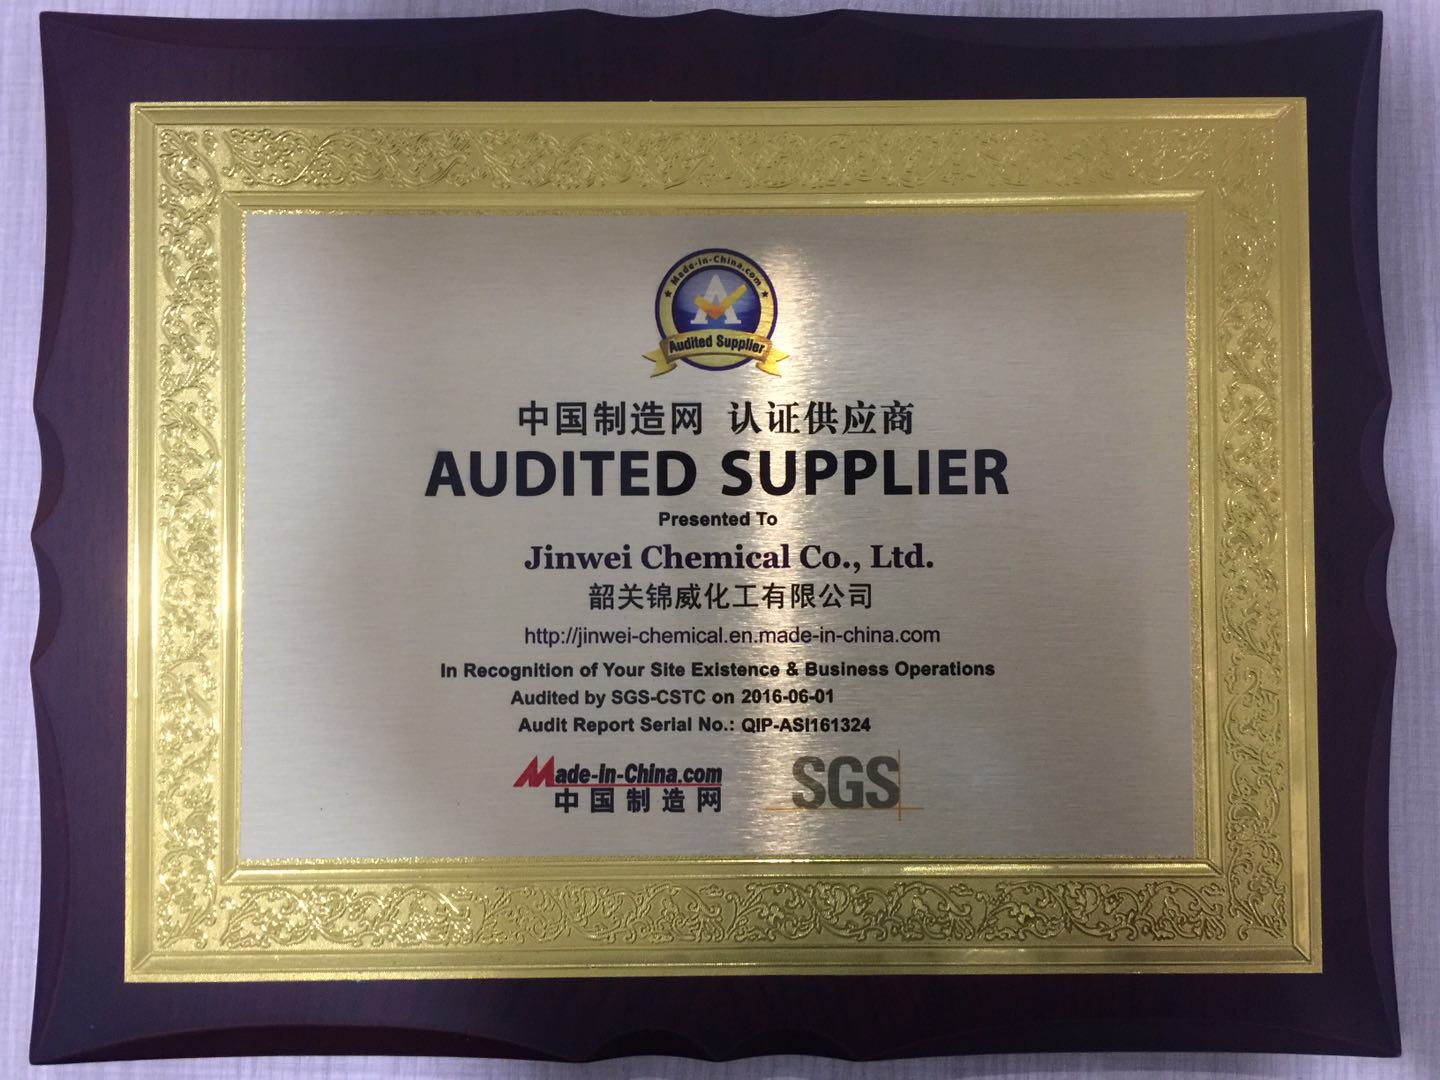 Made-in-China.com
A
Audited Supplier
中国制造网 认证供应商
AUDITED SUPPLIER
Presented To
Jinwei Chemical Co., Ltd.
韶关锦威化工有限公司
http://jinwei-chemical.en.made-in-china.com
In Recognition of Your Site Existence & Business Operations
Audited by SGS-CSTC on 2016-06-01
Audit Report Serial No.: QIP-ASI161324
Made-in-China.com
中国制造网
SGS